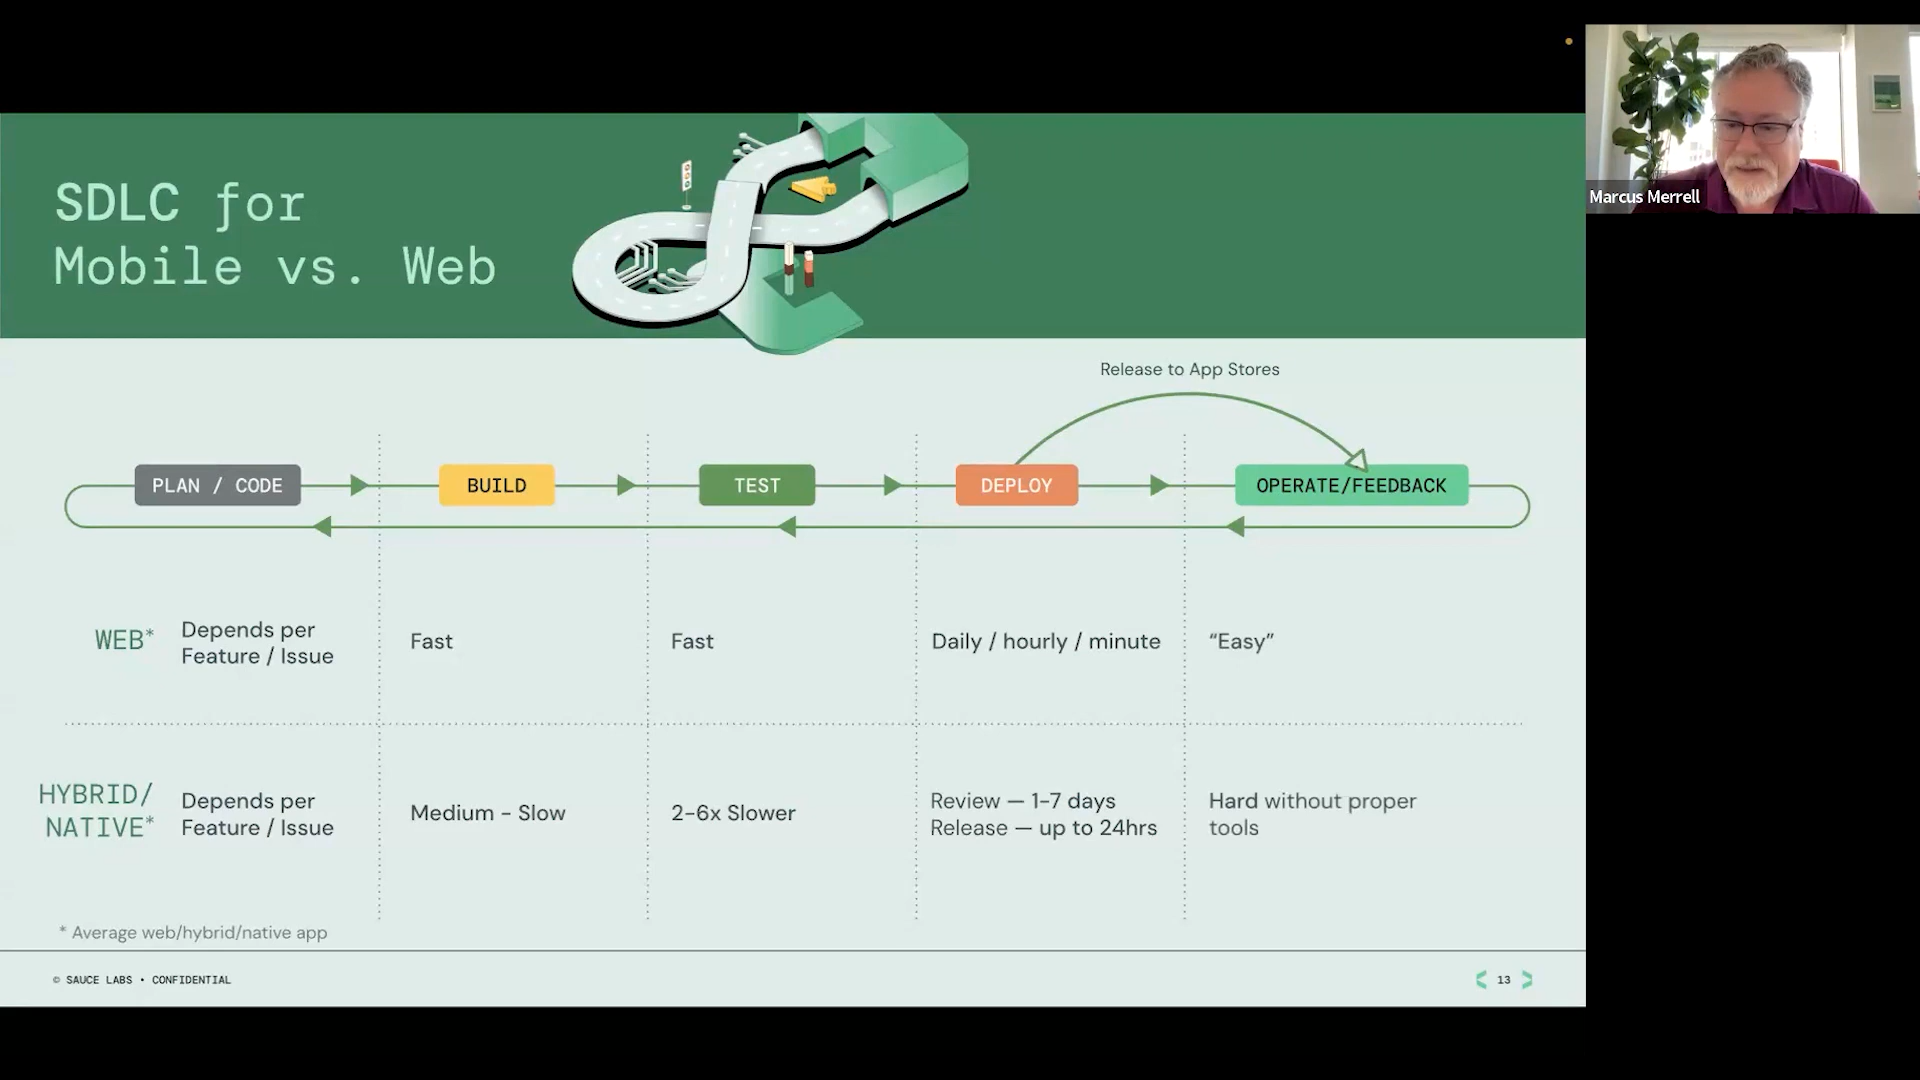 Marcus Merrell
SDLC for
Mobile vs. Web
Release to App Stores
PLAN / CODE
BUILD
TEST
DEPLOY
OPERATE/FEEDBACK
WEB*
Depends per
Feature / Issue
Fast
Fast
Daily / hourly / minute
“Easy”
HYBRID/
NATIVE*
Depends per
Feature / Issue
Medium - Slow
2-6x Slower
Review — 1-7 days
Release — up to 24hrs
Hard without proper
tools
* Average web/hybrid/native app
© SAUCE LABS • CONFIDENTIAL
< 13 >